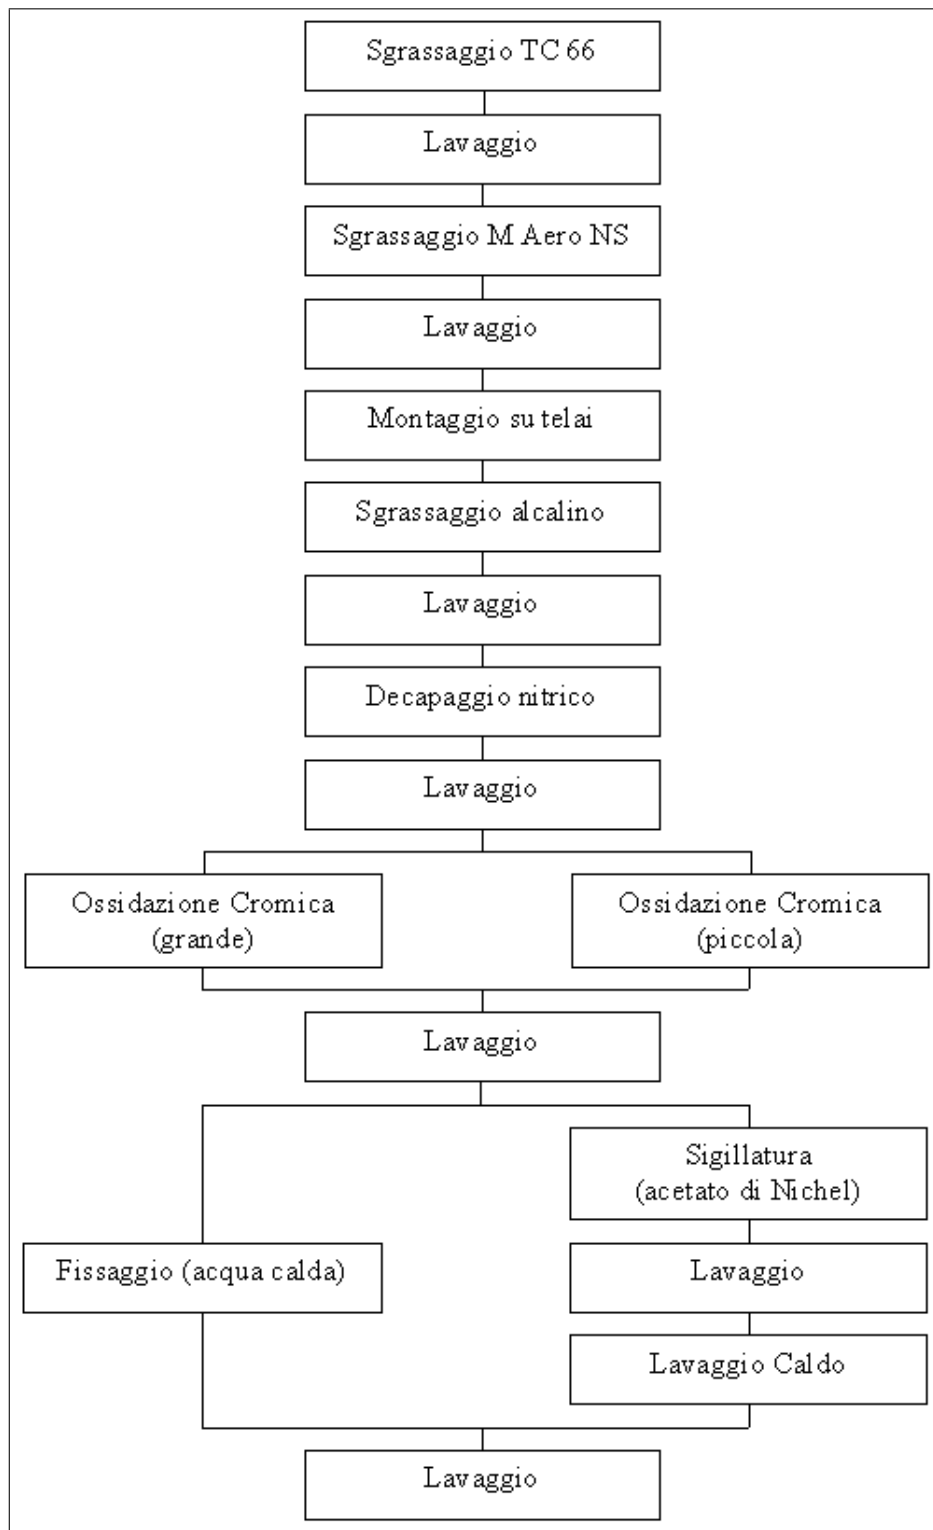 Sgrassaggio TC 66
Lavaggio
Sgrassaggio M Aero NS
Lavaggio
Montaggio su telai
Sgrassaggio alcalino
Lavaggio
Decapaggio nitrico
Lavaggio
Ossidazione Cromica
(grande)
Ossidazione Cromica
(piccola)
Lavaggio
Sigillatura
(acetato di Nichel)
Fissaggio (acqua calda)
Lavaggio
Lavaggio Caldo
Lavaggio